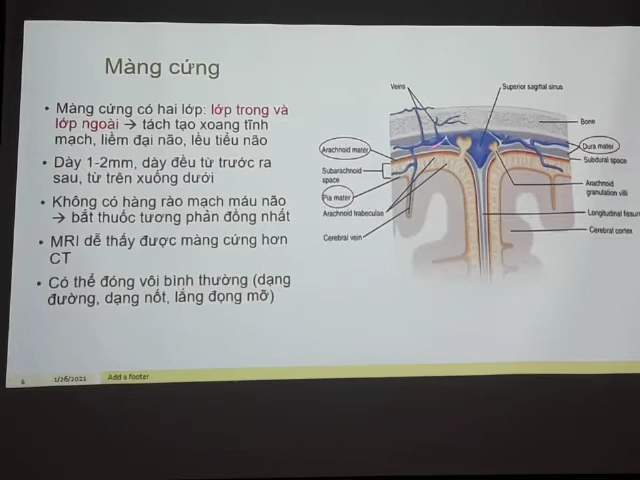 Màng cứng
• Màng cứng có hai lớp: lớp trong và
lớp ngoài → tách tạo xoang tĩnh
mạch, liềm đại não, lều tiểu não
• Dày 1-2mm, dày đều từ trước ra
sau, từ trên xuống dưới
• Không có hàng rào mạch máu não
→ bắt thuốc tương phản đồng nhất
• MRI dễ thấy được màng cứng hơn
CT
• Có thể đóng vôi bình thường (dạng
đường, dạng nốt, lắng đọng mỡ)
Veins
Superior sagittal sinus
Bone
Arachnoid mater
Dura mater
Subdural space
Subarachnoid
space
Arachnoid
granulation villi
Pia mater
Arachnoid trabeculae
Longitudinal fissure
Cerebral vein
Cerebral cortex
6
1/26/2021
Add a footer